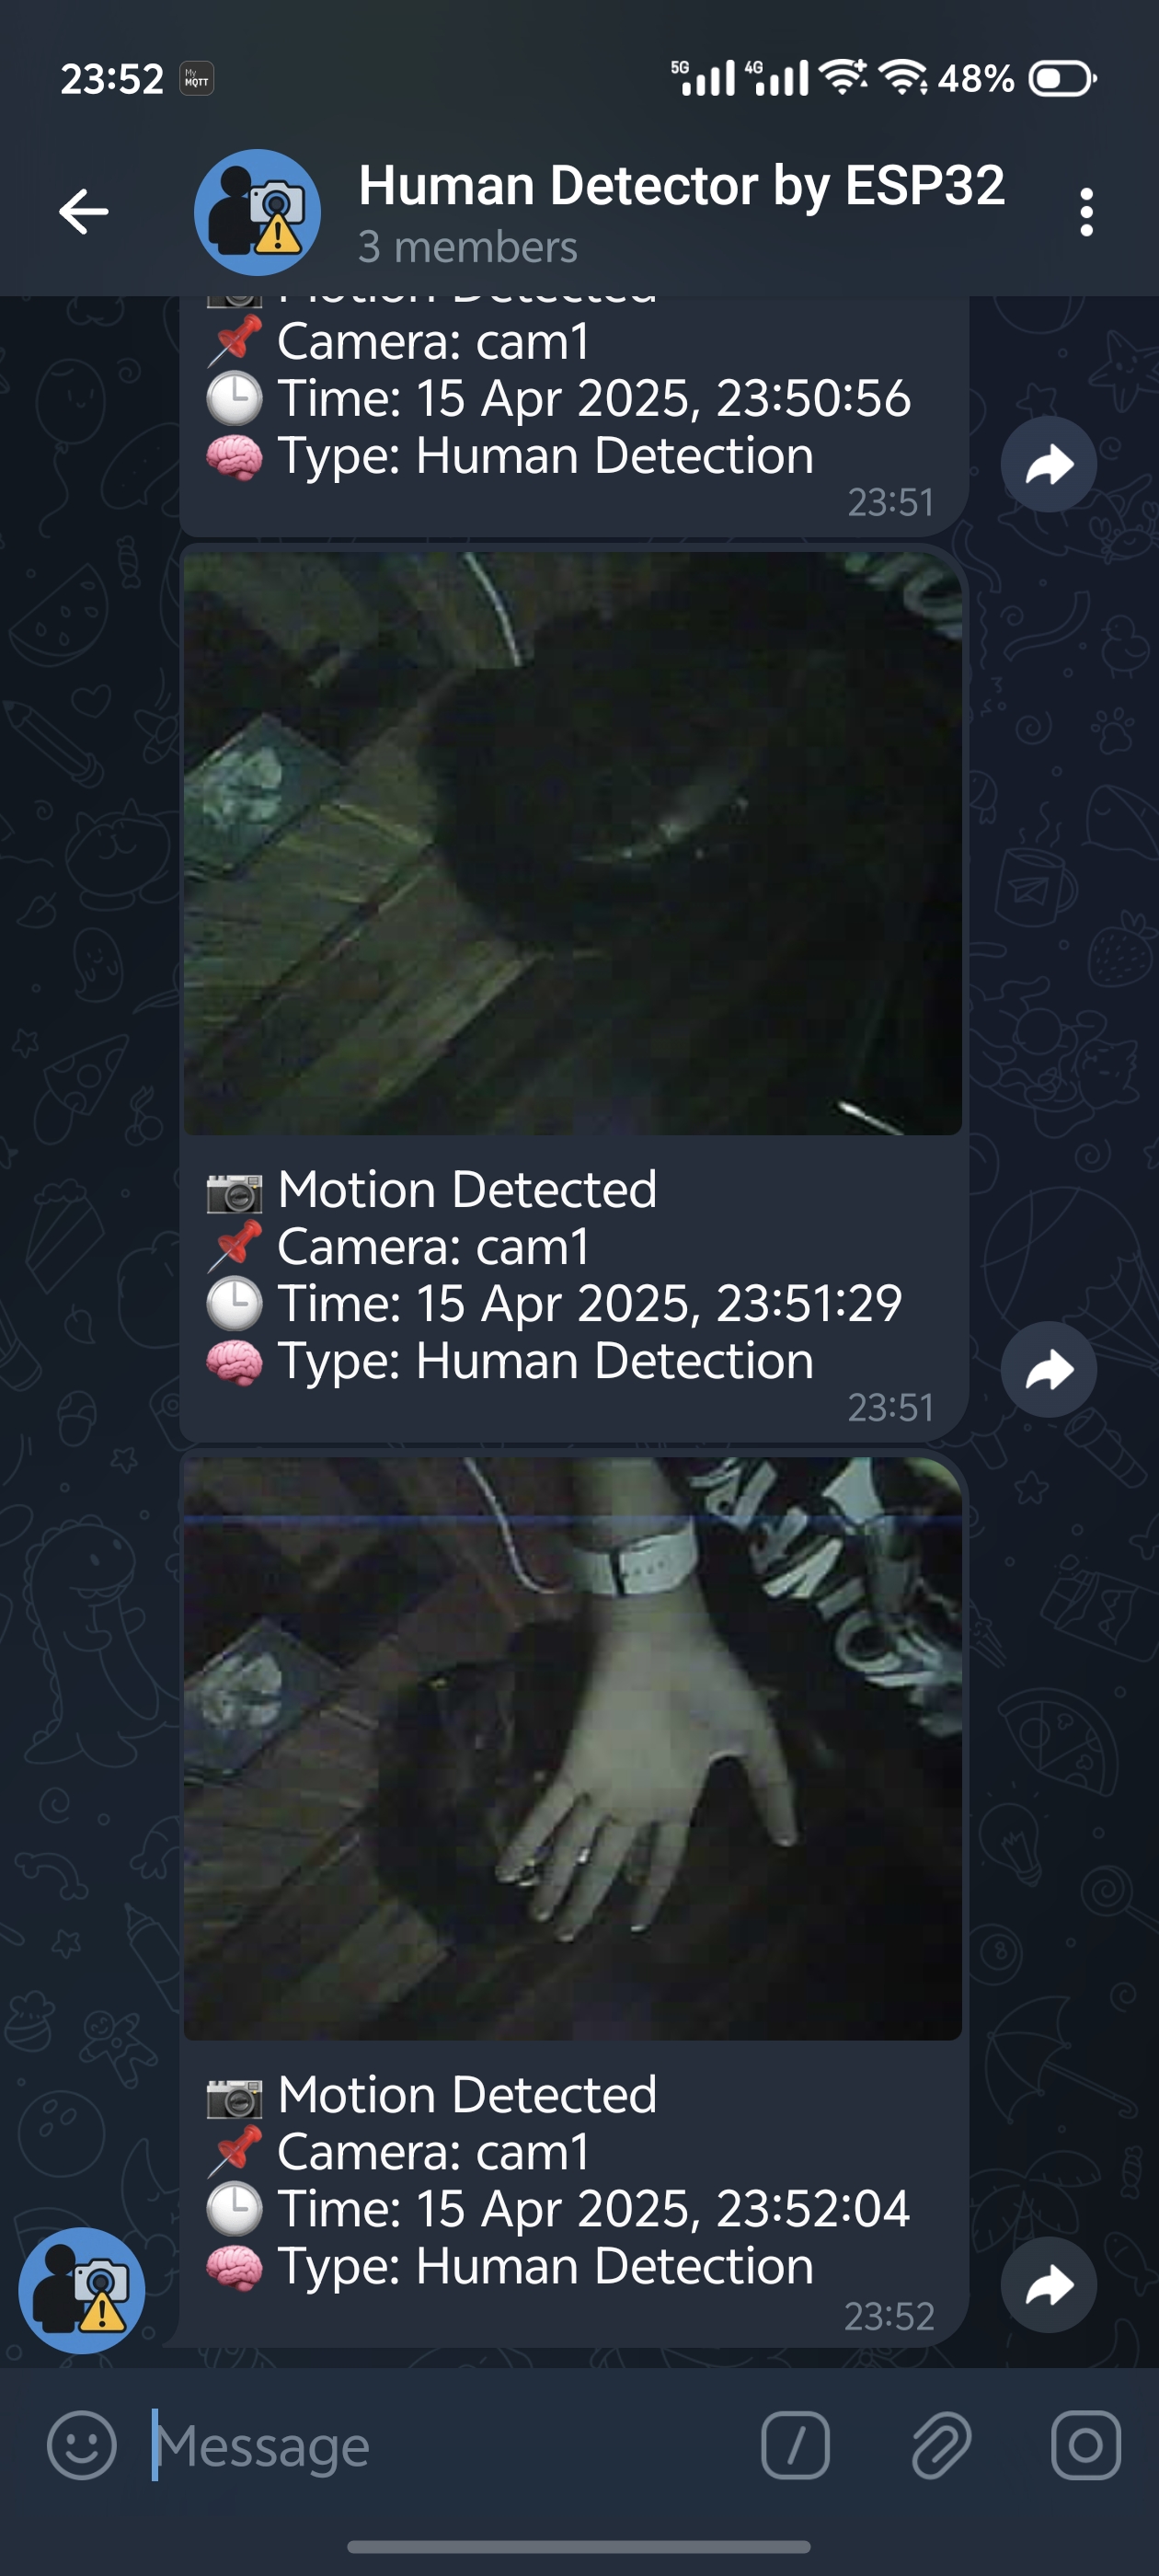 23:52
My
MQTT
5G
4G
48%
Human Detector by ESP32
3 members
Motion Detected
Camera: cam1
Time: 15 Apr 2025, 23:50:56
Type: Human Detection
23:51
Motion Detected
Camera: cam1
Time: 15 Apr 2025, 23:51:29
Type: Human Detection
23:51
Motion Detected
Camera: cam1
Time: 15 Apr 2025, 23:52:04
Type: Human Detection
23:52
Message